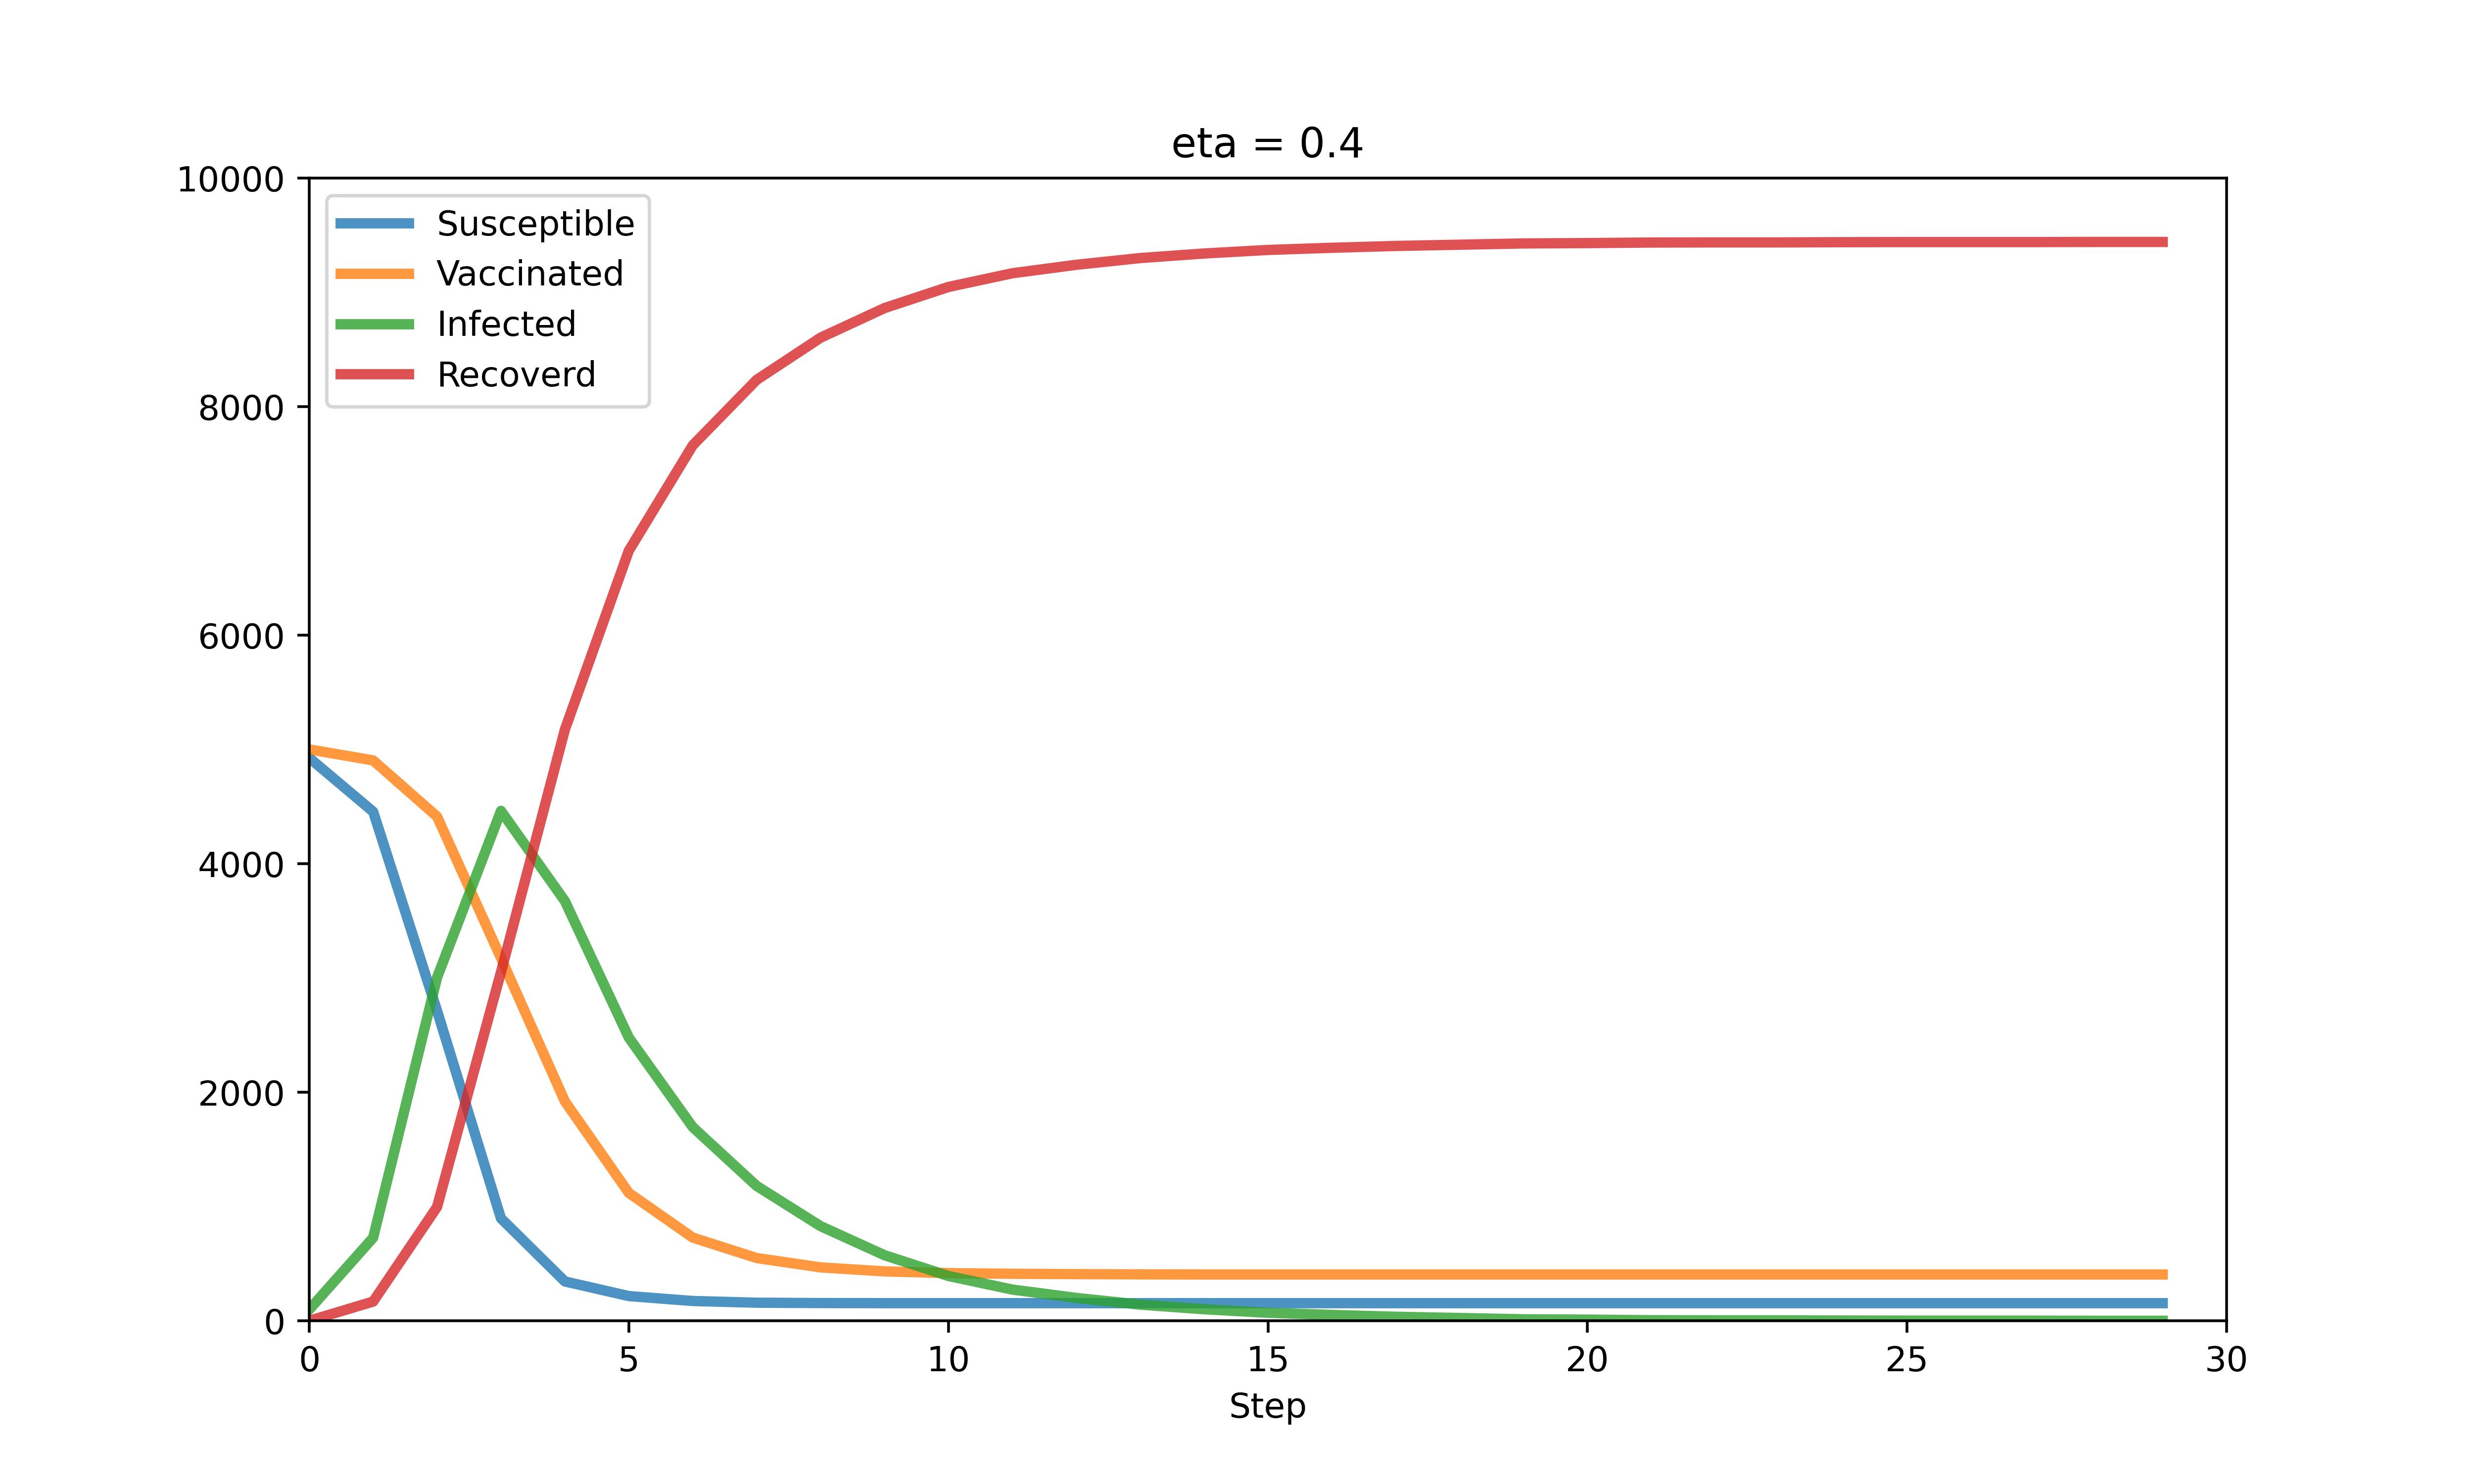 eta = 0.4
10000
8000
6000
4000
2000
0
Susceptible
Vaccinated
Infected
Recoverd
0 5 10 15 20 25 30
Step